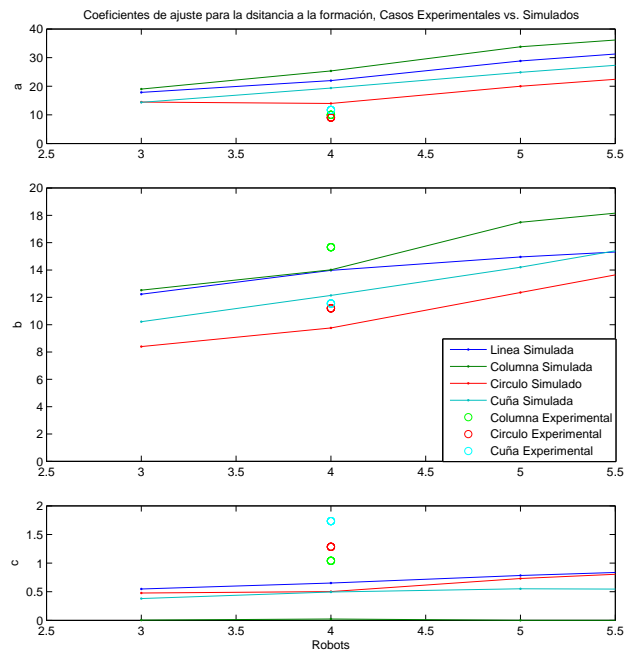 Coeficientes de ajuste para la dsitancia a la formación, Casos Experimentales vs. Simulados
40
30
20
10
0
a
2.5 3 3.5 4 4.5 5 5.5
20
18
16
14
12
10
8
6
4
2
0
b
Linea Simulada
Columna Simulada
Circulo Simulado
Cuña Simulada
Columna Experimental
Circulo Experimental
Cuña Experimental
2.5 3 3.5 4 4.5 5 5.5
2
1.5
1
0.5
0
c
2.5 3 3.5 4 4.5 5 5.5
Robots